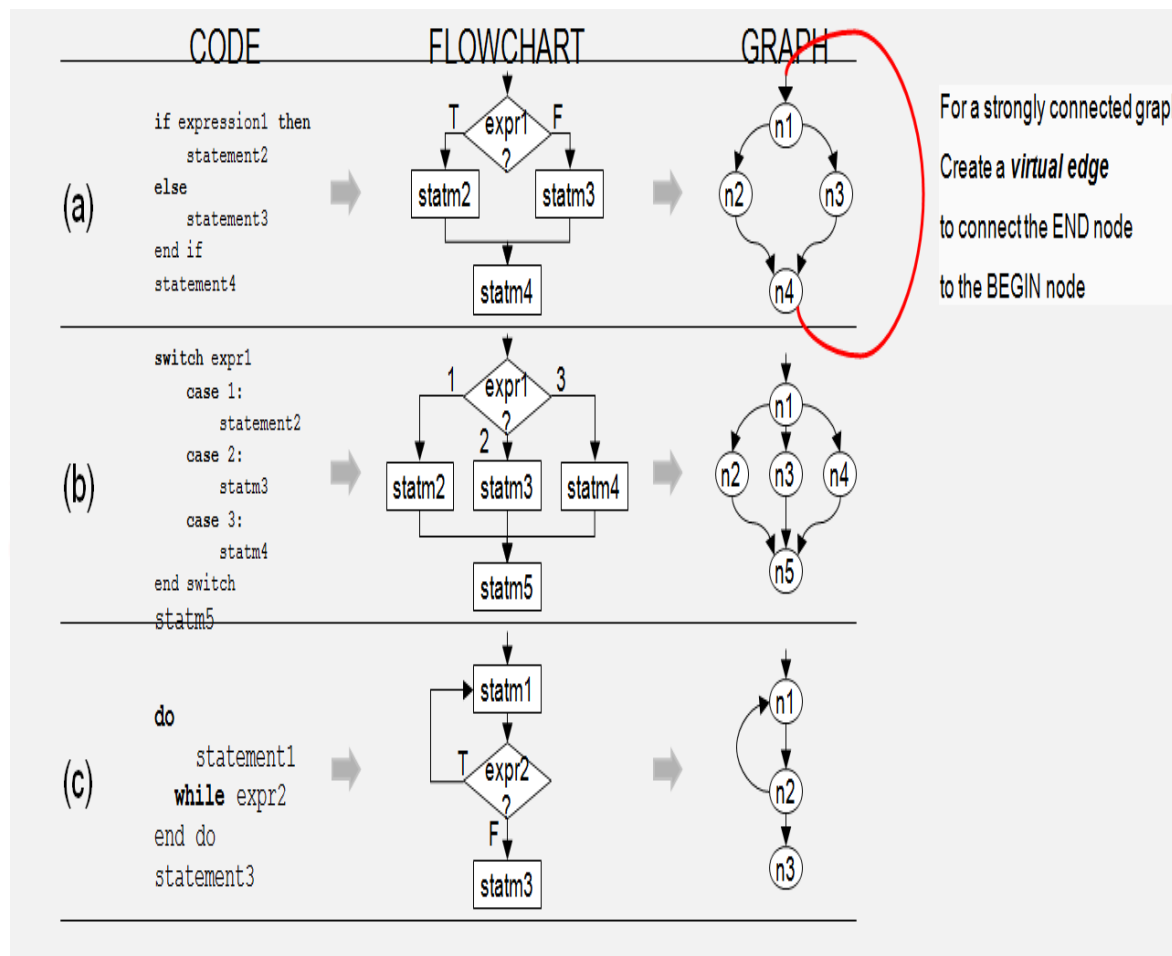 CODE FLOWCHART GRAPH
(a)
if expression1 then
statement2
else
statement3
end if
statement4
T
expr1
?
F
statm2
statm3
statm4
n1
n2
n3
n4
For a strongly connected grap
Create a virtual edge
to connect the END node
to the BEGIN node
(b)
switch expr1
case 1:
statement2
case 2:
statm3
case 3:
statm4
end switch
statm5
1
expr1
?
3
2
statm2
statm3
statm4
statm5
n1
n2
n3
n4
n5
(c)
do
statement1
while expr2
end do
statement3
statm1
T
expr2
?
F
statm3
n1
n2
n3